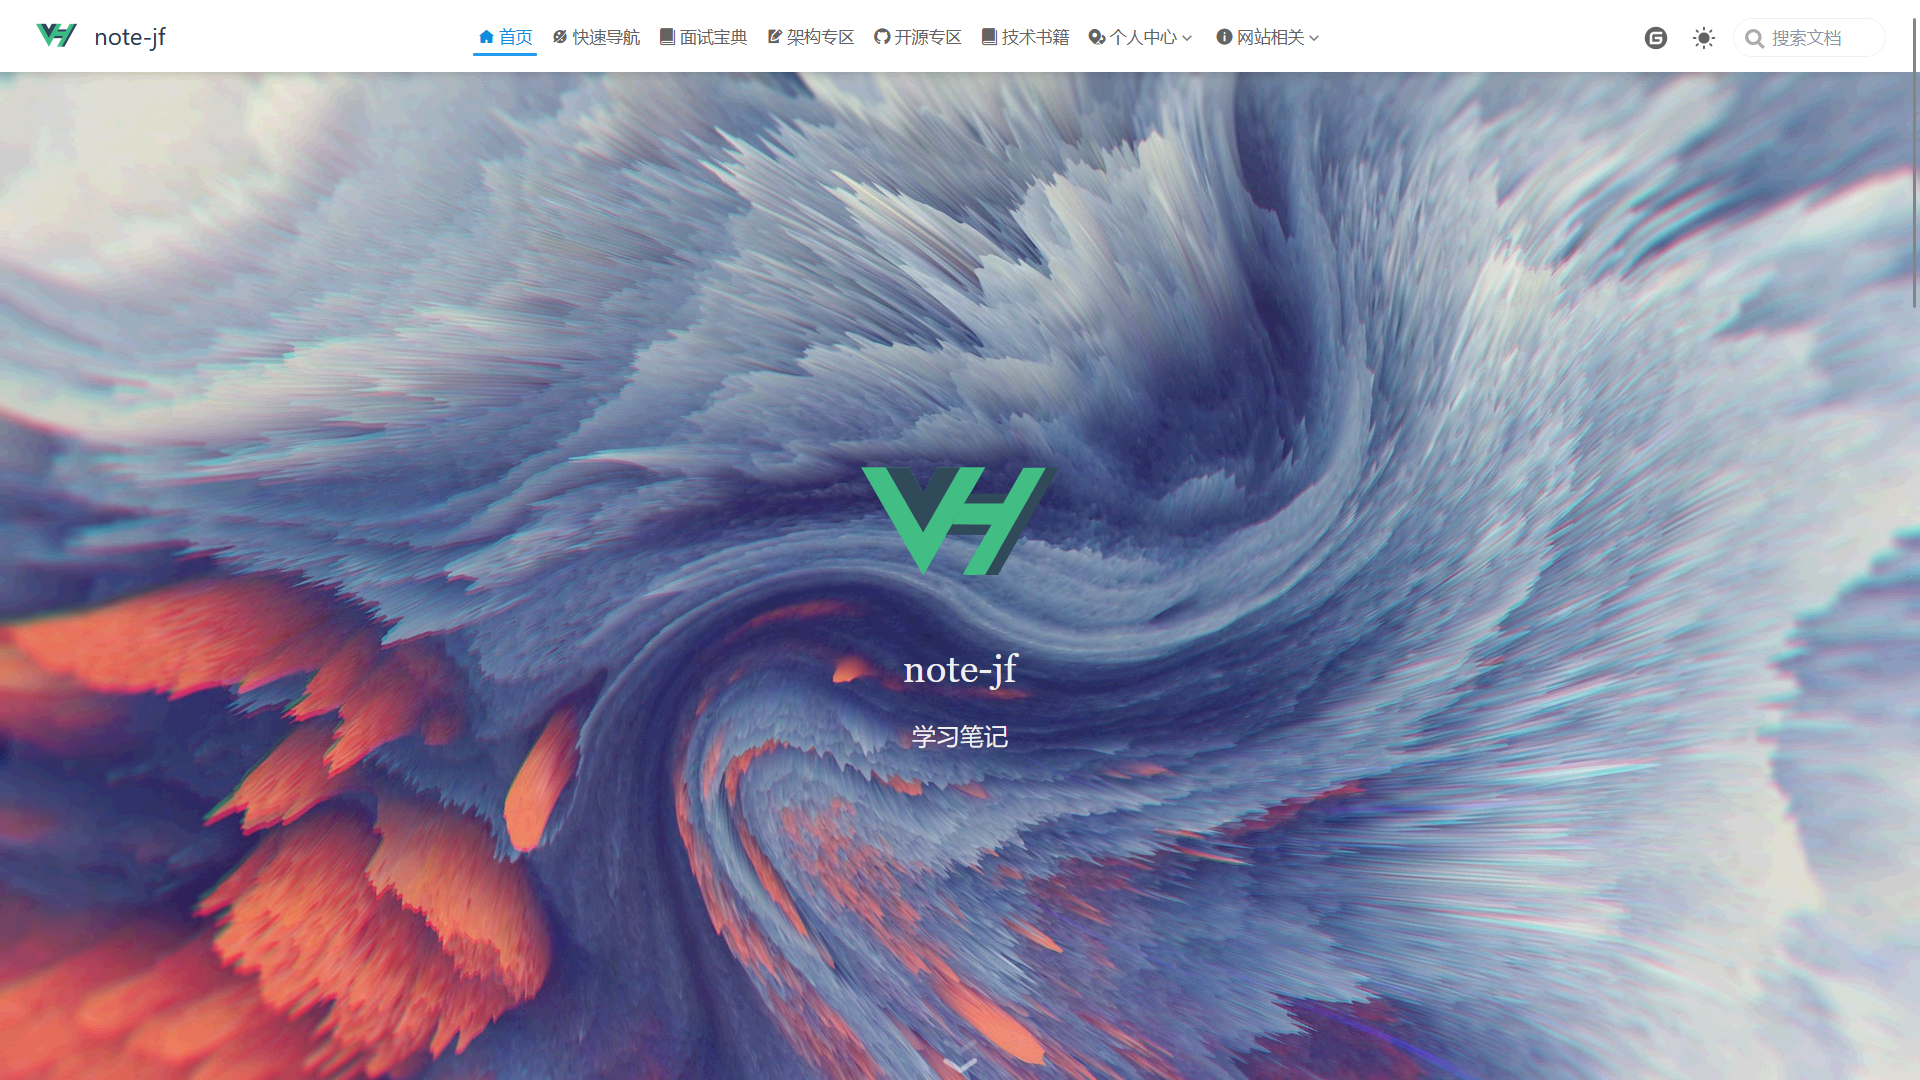 note-jf
首页
快速导航
面试宝典
架构专区
开源专区
技术书籍
个人中心
网站相关
搜索文档
note-jf
学习笔记